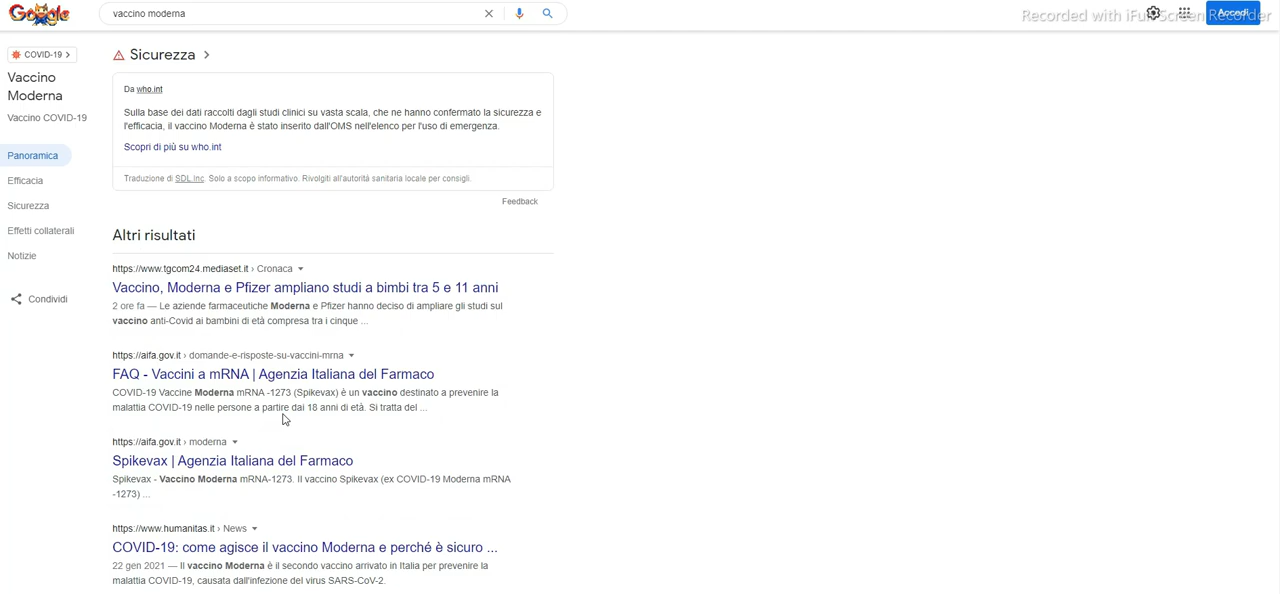 Google
vaccino moderna
Recorded with iFun Screen Recorder
Accedi
COVID-19
Vaccino
Moderna
Vaccino COVID-19
Panoramica
Efficacia
Sicurezza
Effetti collaterali
Notizie
Condividi
Sicurezza
Da who.int
Sulla base dei dati raccolti dagli studi clinici su vasta scala, che ne hanno confermato la sicurezza e
l'efficacia, il vaccino Moderna è stato inserito dall'OMS nell'elenco per l'uso di emergenza.
Scopri di più su who.int
Traduzione di SDL.inc. Solo a scopo informativo. Rivolgiti all'autorità sanitaria locale per consigli.
Feedback
Altri risultati
https://www.tgcom24.mediaset.it › Cronaca
Vaccino, Moderna e Pfizer ampliano studi a bimbi tra 5 e 11 anni
2 ore fa — Le aziende farmaceutiche Moderna e Pfizer hanno deciso di ampliare gli studi sul
vaccino anti-Covid ai bambini di età compresa tra i cinque ...
https://aifa.gov.it › domande-e-risposte-su-vaccini-mrna
FAQ - Vaccini a mRNA | Agenzia Italiana del Farmaco
COVID-19 Vaccine Moderna mRNA -1273 (Spikevax) è un vaccino destinato a prevenire la
malattia COVID-19 nelle persone a partire dai 18 anni di età. Si tratta del ...
https://aifa.gov.it › moderna
Spikevax | Agenzia Italiana del Farmaco
Spikevax - Vaccino Moderna mRNA-1273. Il vaccino Spikevax (ex COVID-19 Moderna mRNA
-1273) ...
https://www.humanitas.it › News
COVID-19: come agisce il vaccino Moderna e perché è sicuro ...
22 gen 2021 — Il vaccino Moderna è il secondo vaccino arrivato in Italia per prevenire la
malattia COVID-19, causata dall'infezione del virus SARS-CoV-2.